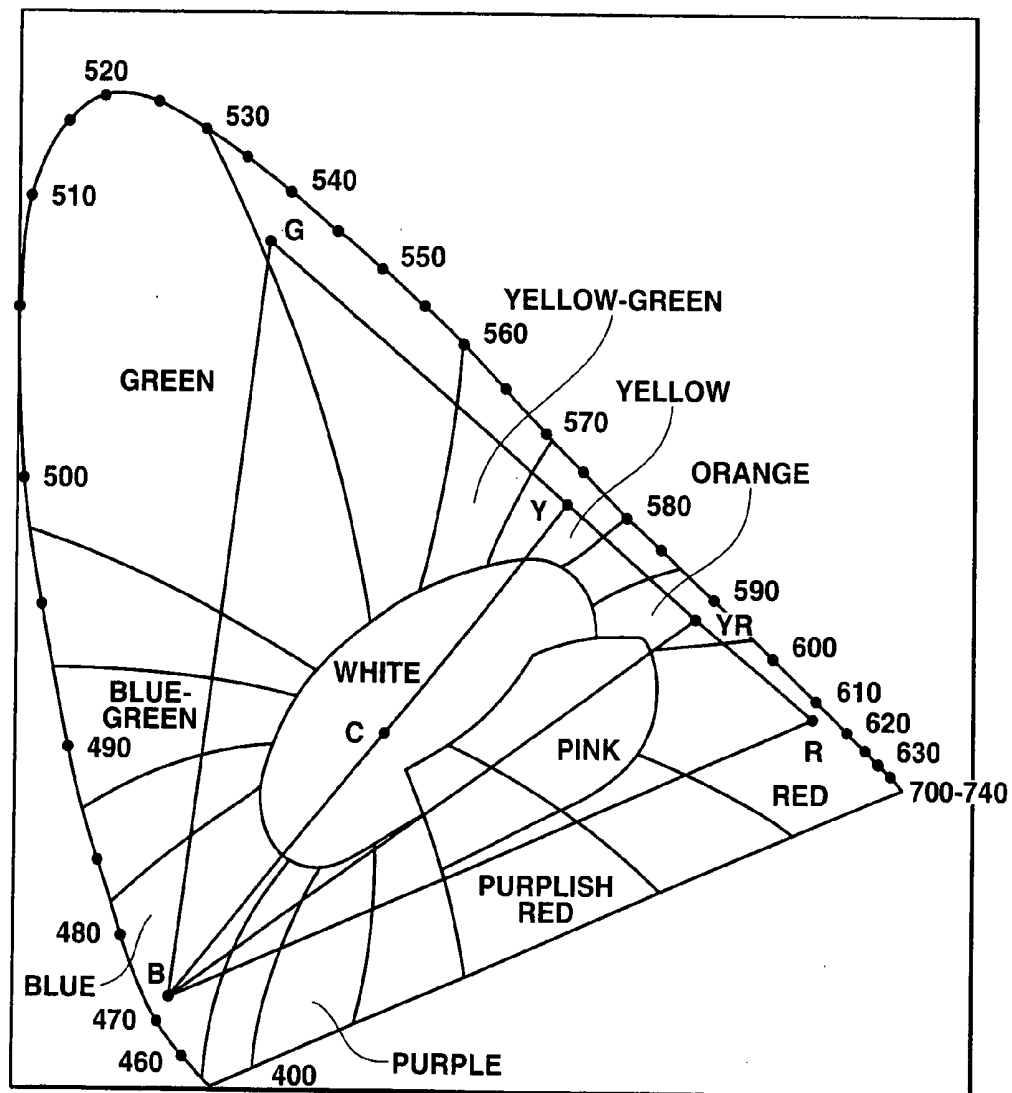 520
530
510
540
G
550
YELLOW-GREEN
560
GREEN
YELLOW
570
ORANGE
500
Y
580
590
YR
WHITE
600
BLUE-
GREEN
610
C
620
490
PINK
R
630
RED
700-740
PURPLISH
RED
480
B
BLUE
470
460
PURPLE
400